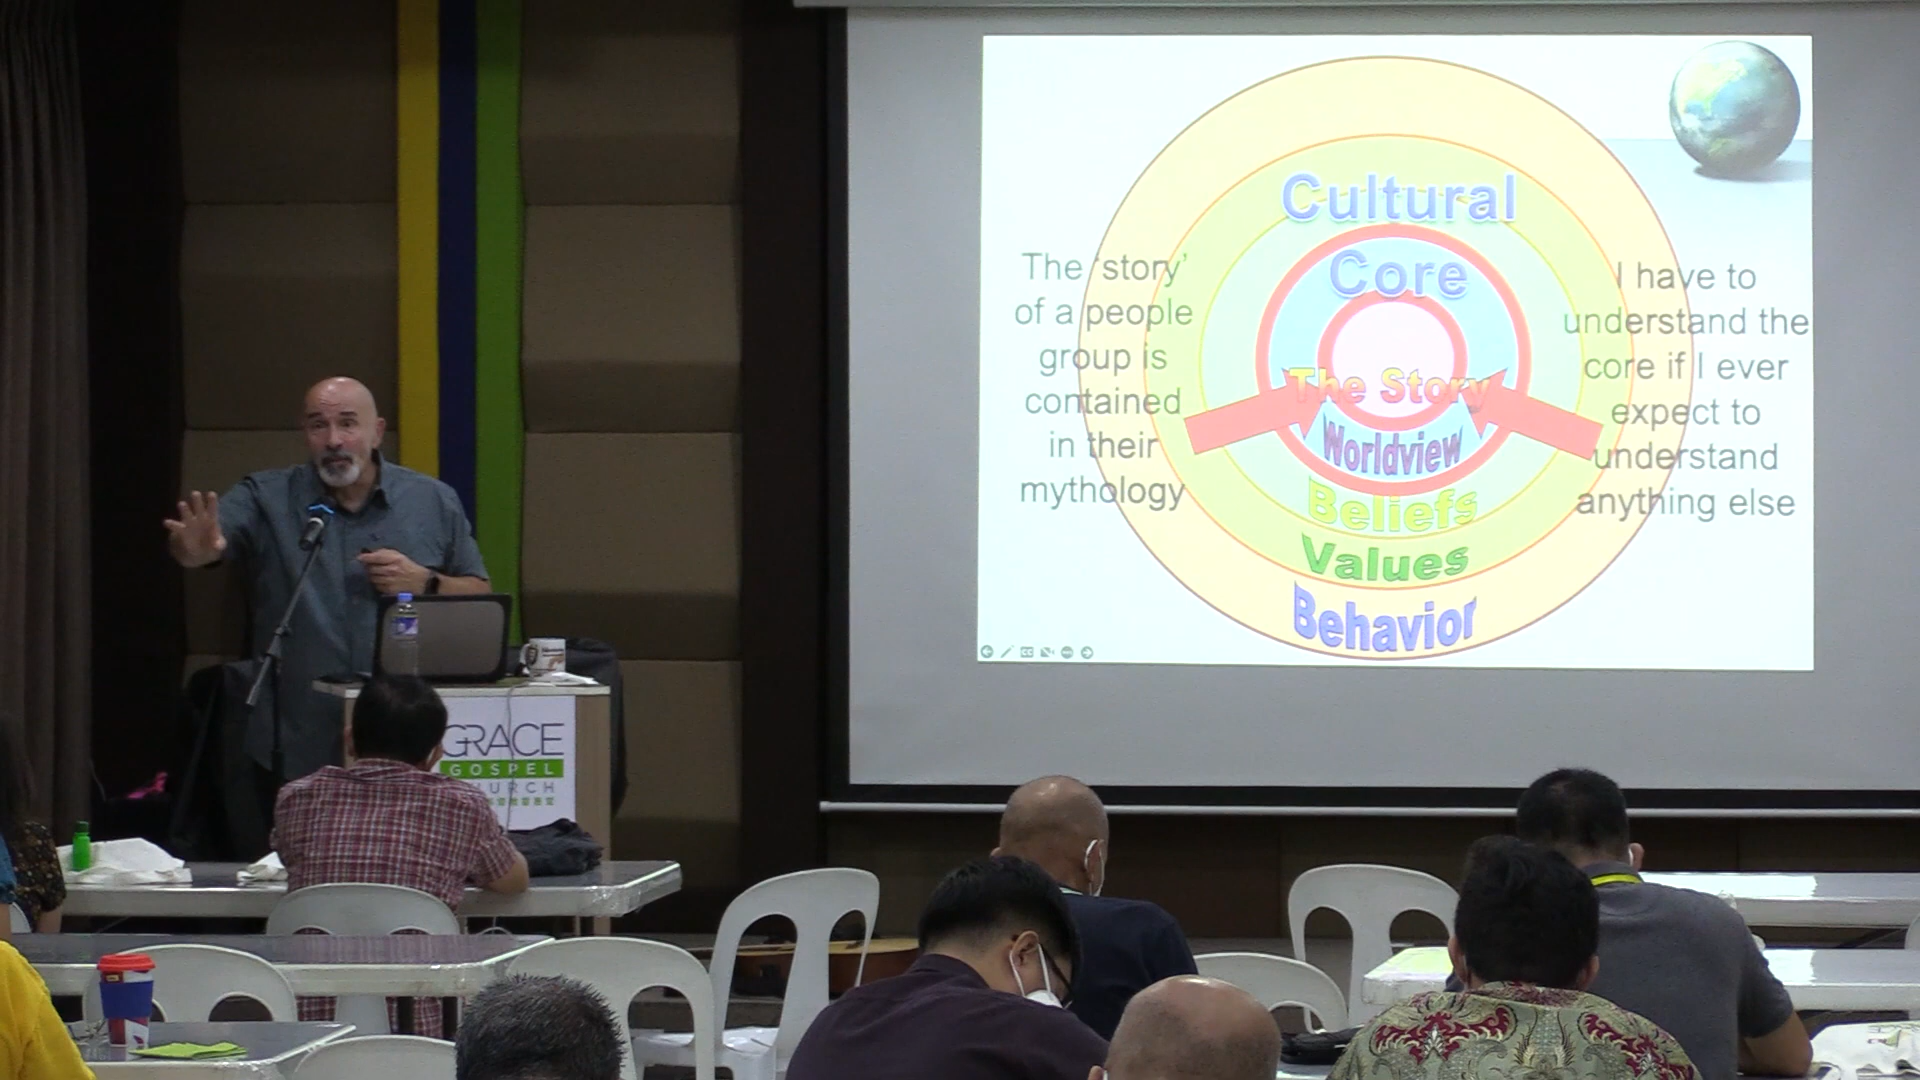 The 'story'
of a people
group is
contained
in their
mythology
Cultural
Core
The Story
Worldview
Beliefs
Values
Behavior
I have to
understand the
core if I ever
expect to
understand
anything else
GRACE
GOSPEL